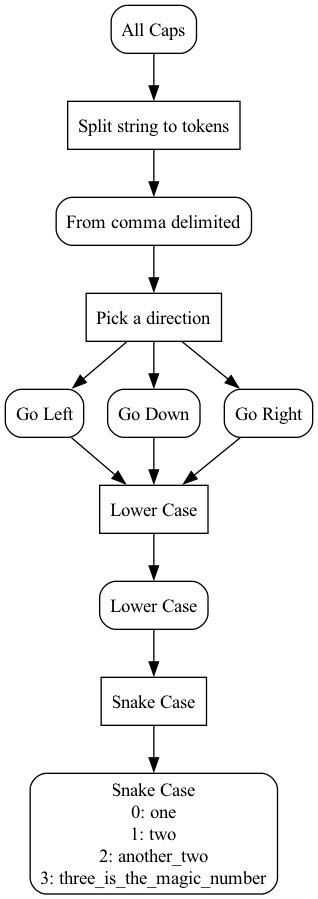 All Caps
Split string to tokens
From comma delimited
Pick a direction
Go Left
Go Down
Go Right
Lower Case
Lower Case
Snake Case
Snake Case
0: one
1: two
2: another_two
3: three_is_the_magic_number